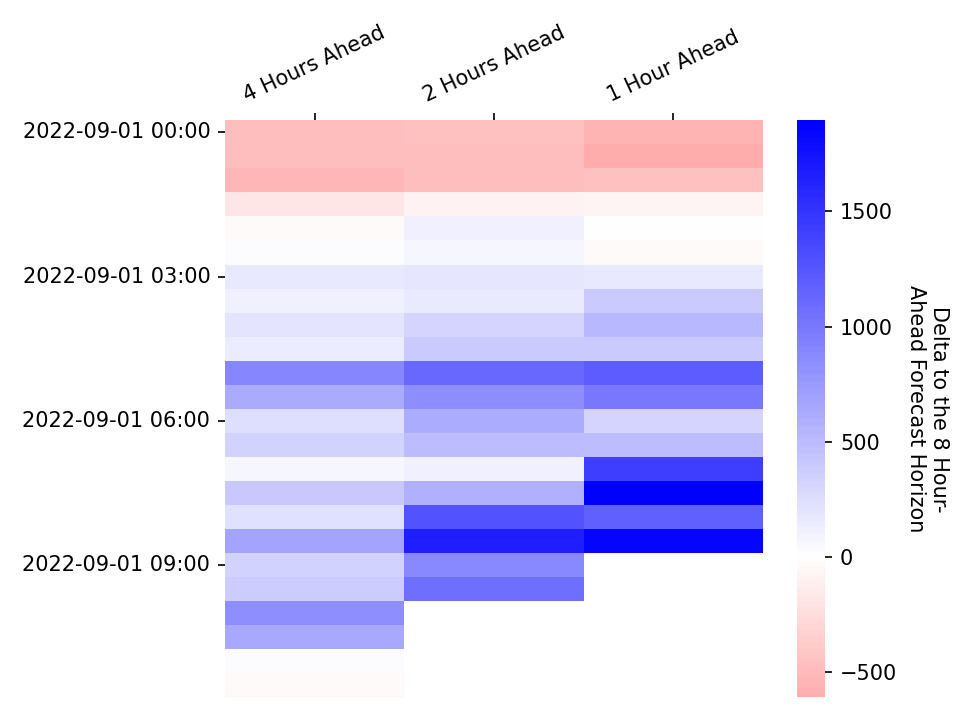 4 Hours Ahead
2 Hours Ahead
1 Hour Ahead
2022-09-01 00:00
2022-09-01 03:00
2022-09-01 06:00
2022-09-01 09:00
1500
1000
500
0
−500
Delta to the 8 Hour-
Ahead Forecast Horizon